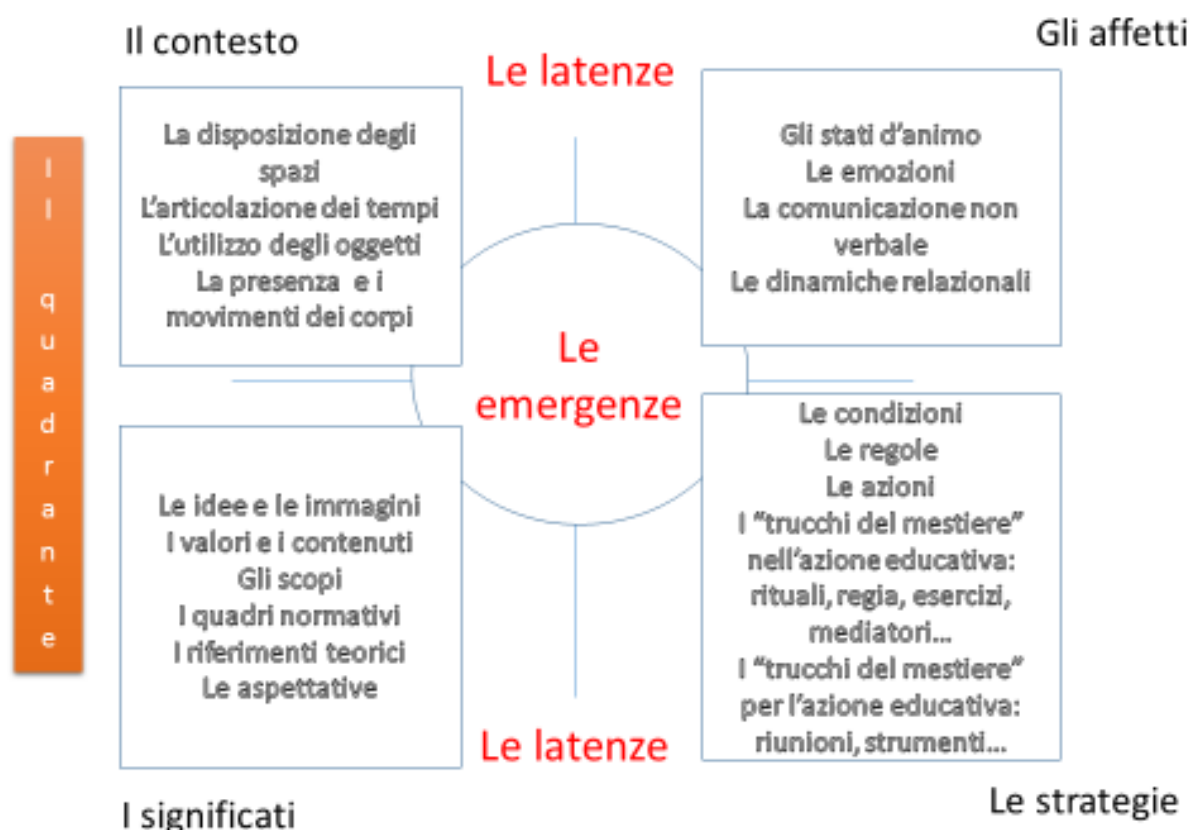 Il contesto
Gli affetti
Le latenze
Il quadrante
La disposizione degli
spazi
L'articolazione dei tempi
L'utilizzo degli oggetti
La presenza e i
movimenti dei corpi
Gli stati d'animo
Le emozioni
La comunicazione non
verbale
Le dinamiche relazionali
Le
emergenze
Le idee e le immagini
I valori e i contenuti
Gli scopi
I quadri normativi
I riferimenti teorici
Le aspettative
Le condizioni
Le regole
Le azioni
I “trucchi del mestiere”
nell'azione educativa:
rituali, regia, esercizi,
mediatori...
I “trucchi del mestiere”
per l'azione educativa:
riunioni, strumenti...
Le latenze
I significati
Le strategie